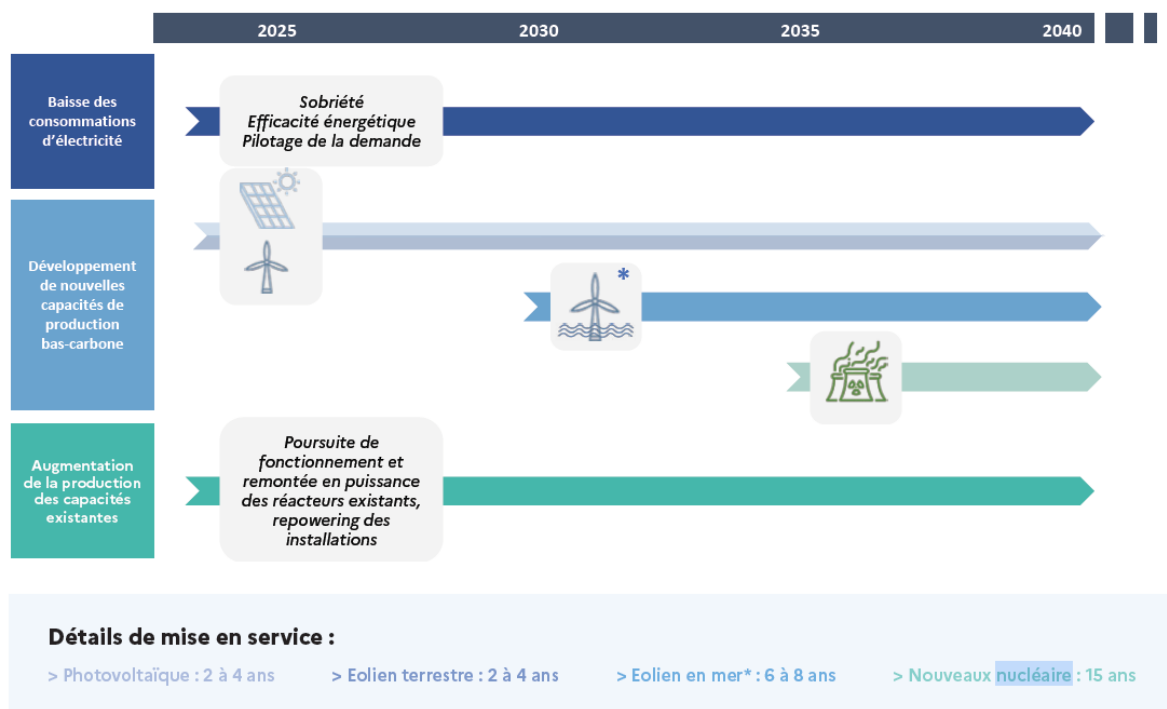 2025 2030 2035 2040
Baisse des
consommations
d'électricité
Sobriété
Efficacité énergétique
Pilotage de la demande
Développement
de nouvelles
capacités de
production
bas-carbone
*
Augmentation
de la production
des capacités
existantes
Poursuite de
fonctionnement et
remontée en puissance
des réacteurs existants,
repowering des
installations
Détails de mise en service :
> Photovoltaïque : 2 à 4 ans > Eolien terrestre : 2 à 4 ans > Eolien en mer* : 6 à 8 ans > Nouveaux nucléaire : 15 ans